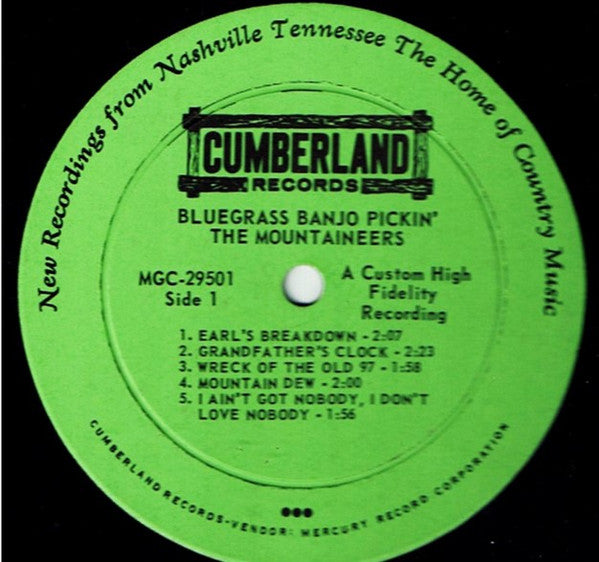 New Recordings from Nashville Tennessee The Home of Country Music
CUMBERLAND
RECORDS
BLUEGRASS BANJO PICKIN'
THE MOUNTAINEERS
MGC-29501
Side 1
A Custom High
Fidelity
Recording
1. EARL'S BREAKDOWN - 2:07
2. GRANDFATHER'S CLOCK - 2:23
3. WRECK OF THE OLD 97 - 1:58
4. MOUNTAIN DEW - 2:00
5. I AIN'T GOT NOBODY, I DON'T
LOVE NOBODY - 1:56
CUMBERLAND RECORDS-VENDOR: MERCURY RECORD CORPORATION